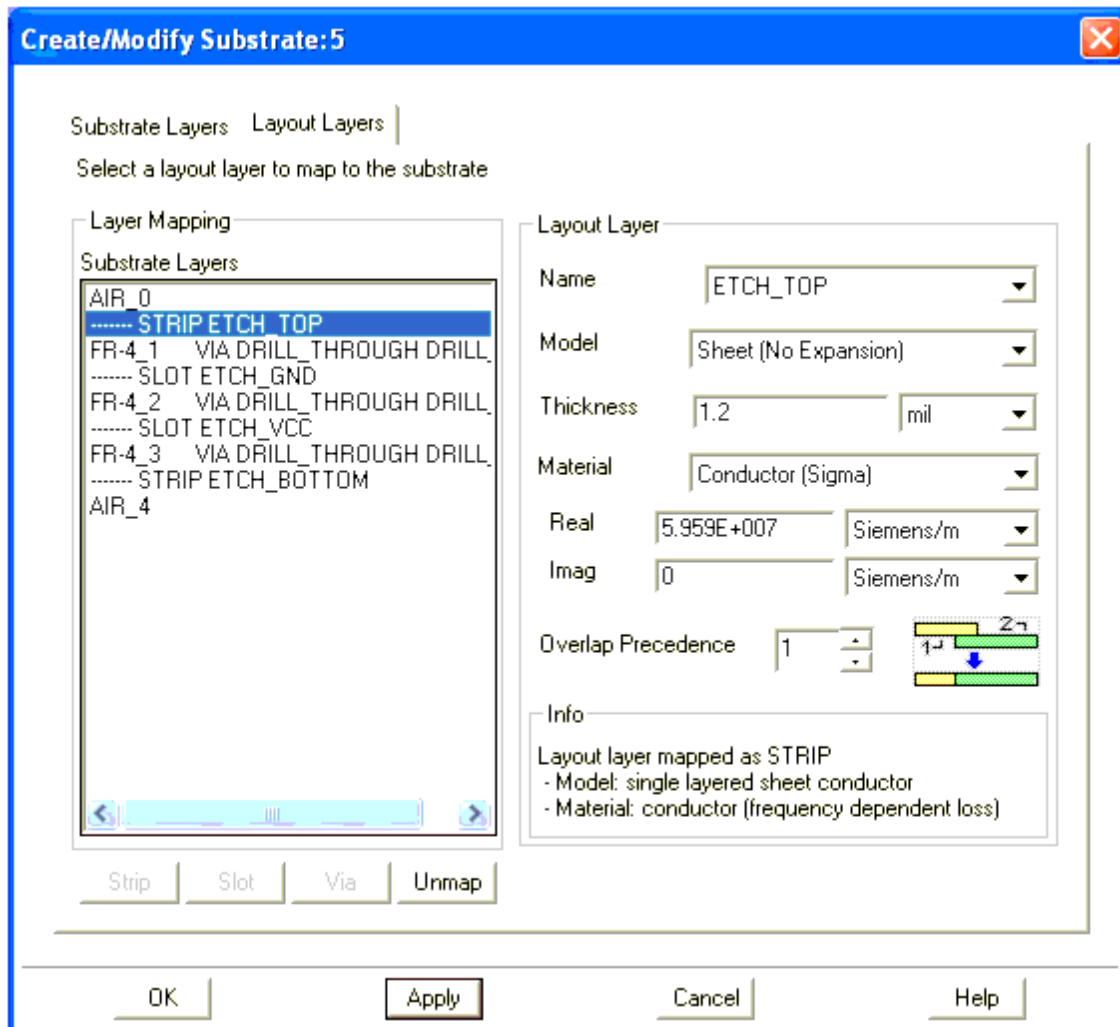 Create/Modify Substrate:5
Substrate Layers Layout Layers
Select a layout layer to map to the substrate
Layer Mapping
Substrate Layers
AIR_0
------- STRIP ETCH_TOP
FR-4_1 VIA DRILL_THROUGH DRILL_
------- SLOT ETCH_GND
FR-4_2 VIA DRILL_THROUGH DRILL_
------- SLOT ETCH_VCC
FR-4_3 VIA DRILL_THROUGH DRILL_
------- STRIP ETCH_BOTTOM
AIR_4
Strip Slot Via Unmap
Layout Layer
Name ETCH_TOP
Model Sheet (No Expansion)
Thickness 1.2 mil
Material Conductor (Sigma)
Real 5.959E+007 Siemens/m
Imag 0 Siemens/m
Overlap Precedence 1
2
1
Info
Layout layer mapped as STRIP
- Model: single layered sheet conductor
- Material: conductor (frequency dependent loss)
OK Apply Cancel Help